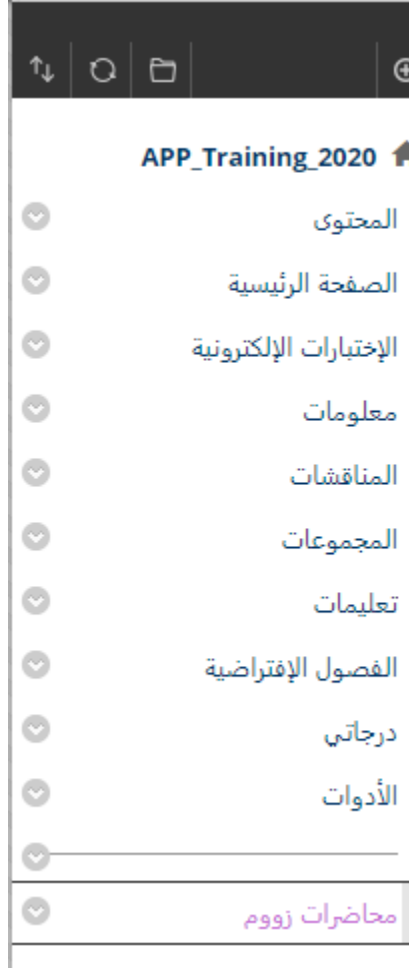 APP_Training_2020
المحتوى
الصفحة الرئيسية
الإختبارات الإلكترونية
معلومات
المناقشات
المجموعات
تعليمات
الفصول الإفتراضية
درجاتي
الأدوات
محاضرات زووم